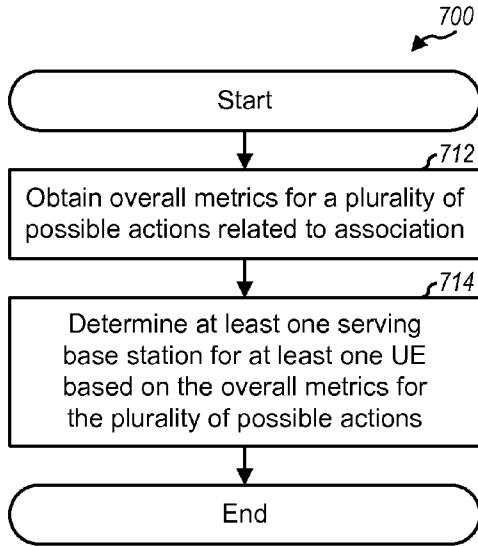 700
Start
712
Obtain overall metrics for a plurality of
possible actions related to association
714
Determine at least one serving
base station for at least one UE
based on the overall metrics for
the plurality of possible actions
End